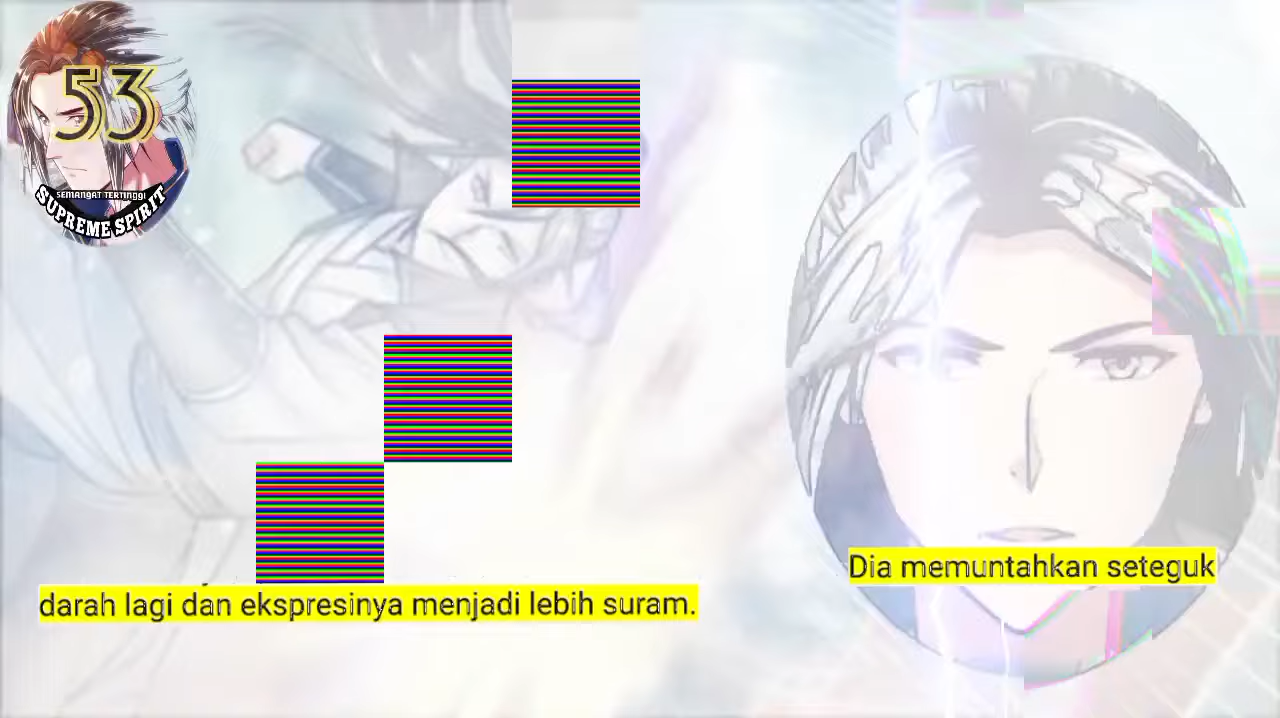 53
SEMANGAT TERTINGGI
SUPREME SPIRIT
Dia memuntahkan seteguk
darah lagi dan ekspresinya menjadi lebih suram.